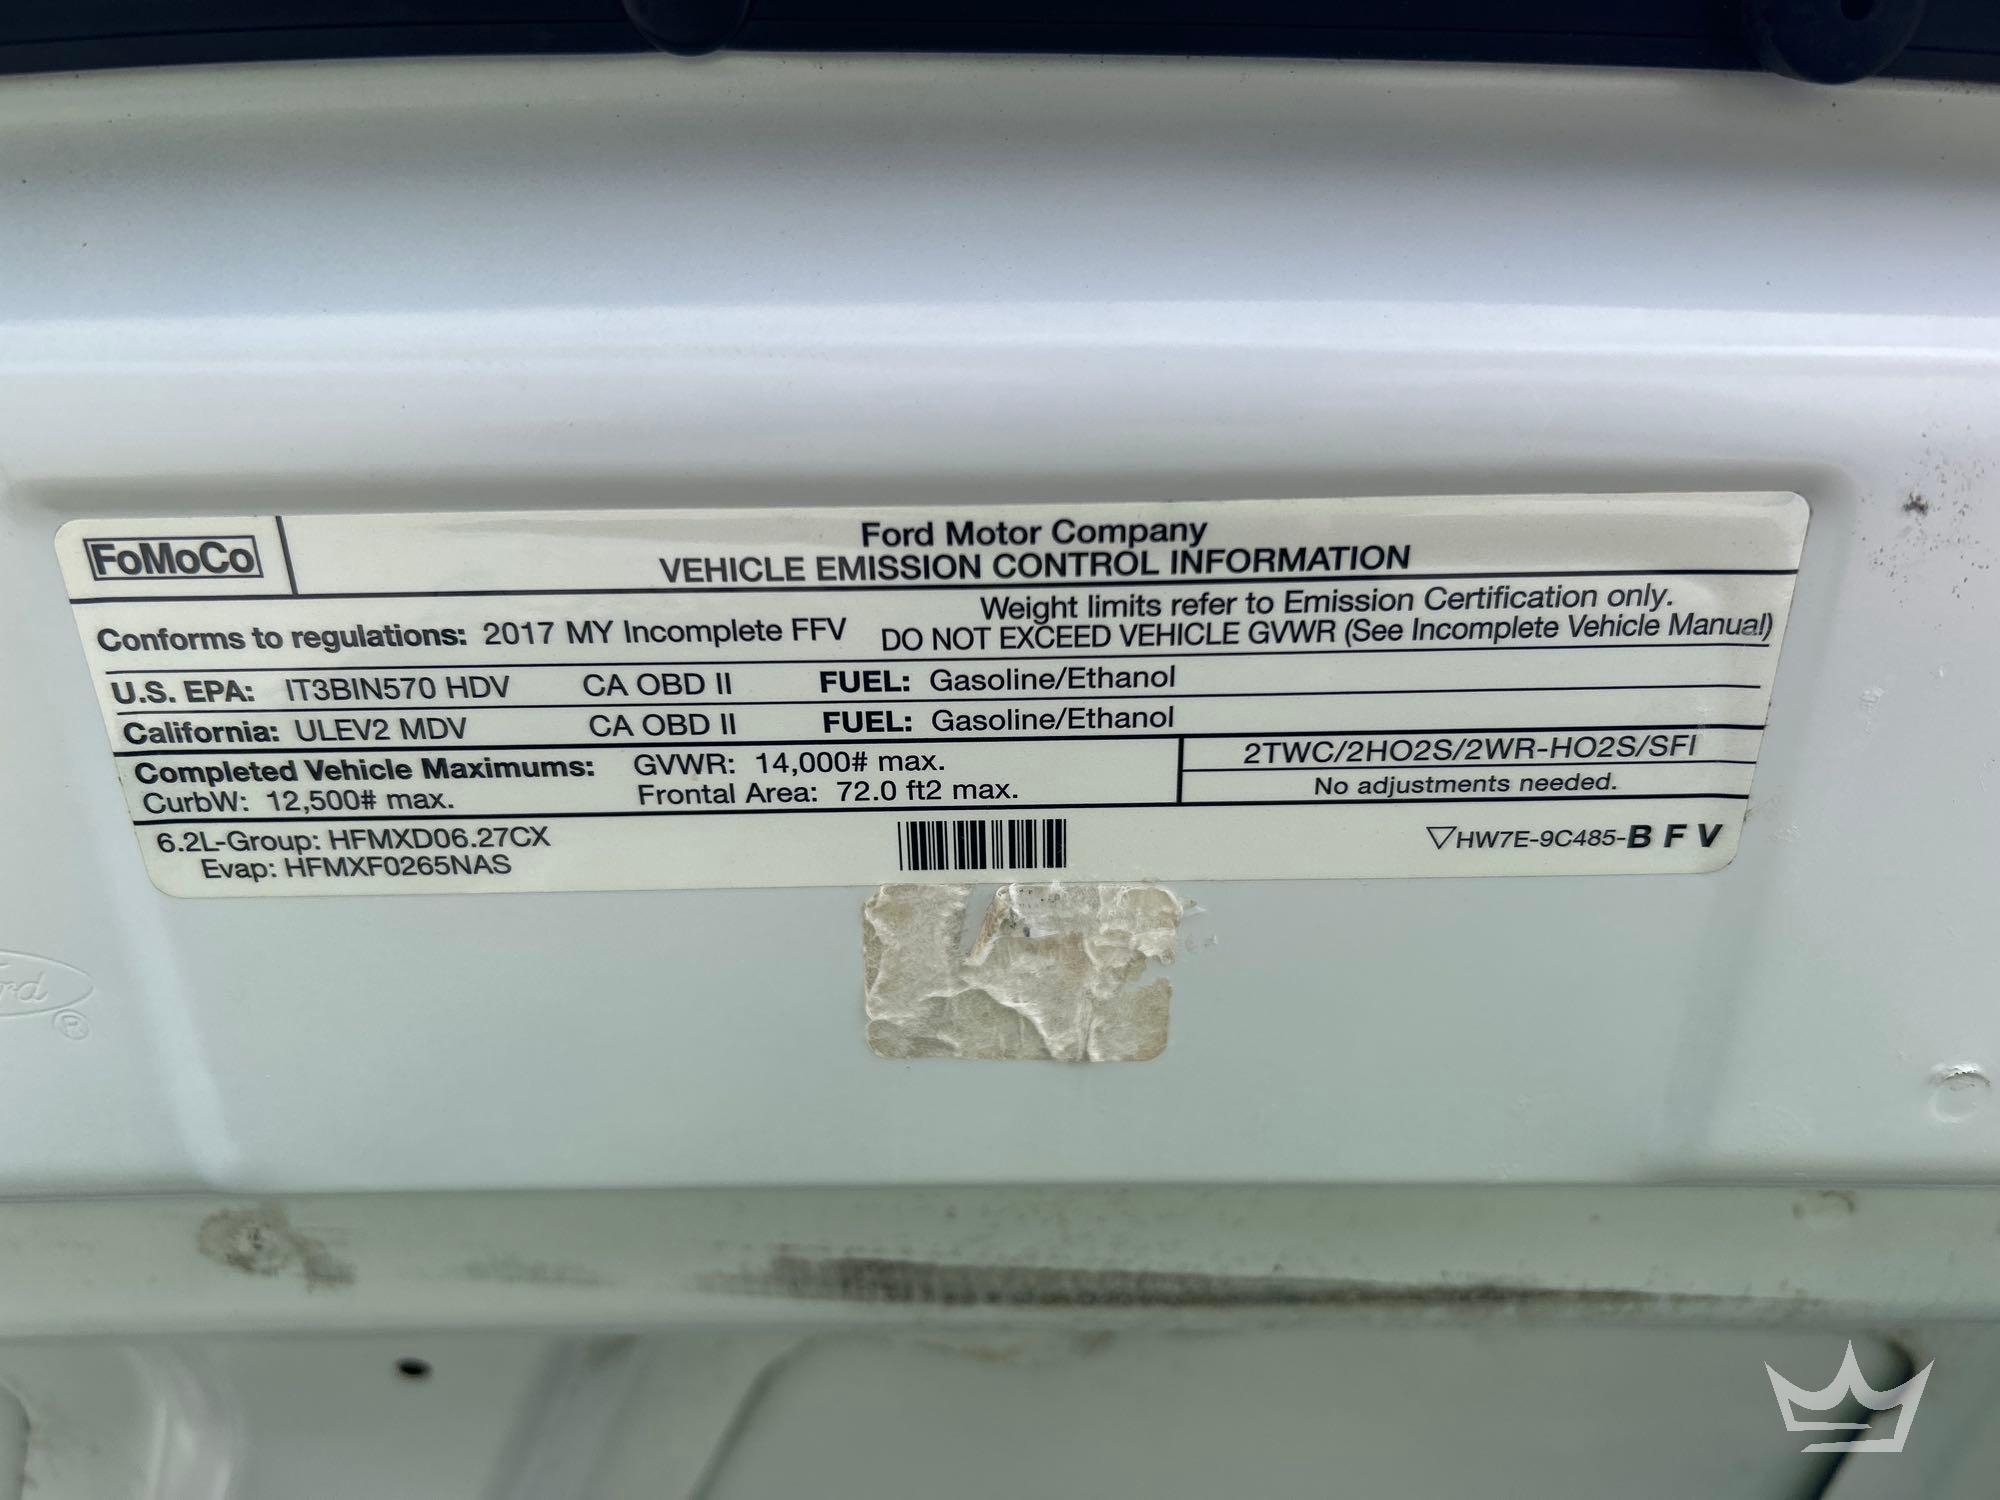 FoMoCo
Ford Motor Company
VEHICLE EMISSION CONTROL INFORMATION
Conforms to regulations: 2017 MY Incomplete FFV
Weight limits refer to Emission Certification only.
DO NOT EXCEED VEHICLE GVWR (See Incomplete Vehicle Manual)
U.S. EPA: IT3BIN570 HDV CA OBD II FUEL: Gasoline/Ethanol
California: ULEV2 MDV CA OBD II FUEL: Gasoline/Ethanol
Completed Vehicle Maximums: GVWR: 14,000# max.
CurbW: 12,500# max. Frontal Area: 72.0 ft2 max.
2TWC/2HO2S/2WR-HO2S/SFI
No adjustments needed.
6.2L-Group: HFMXD06.27CX
Evap: HFMXF0265NAS
▽HW7E-9C485-B F V